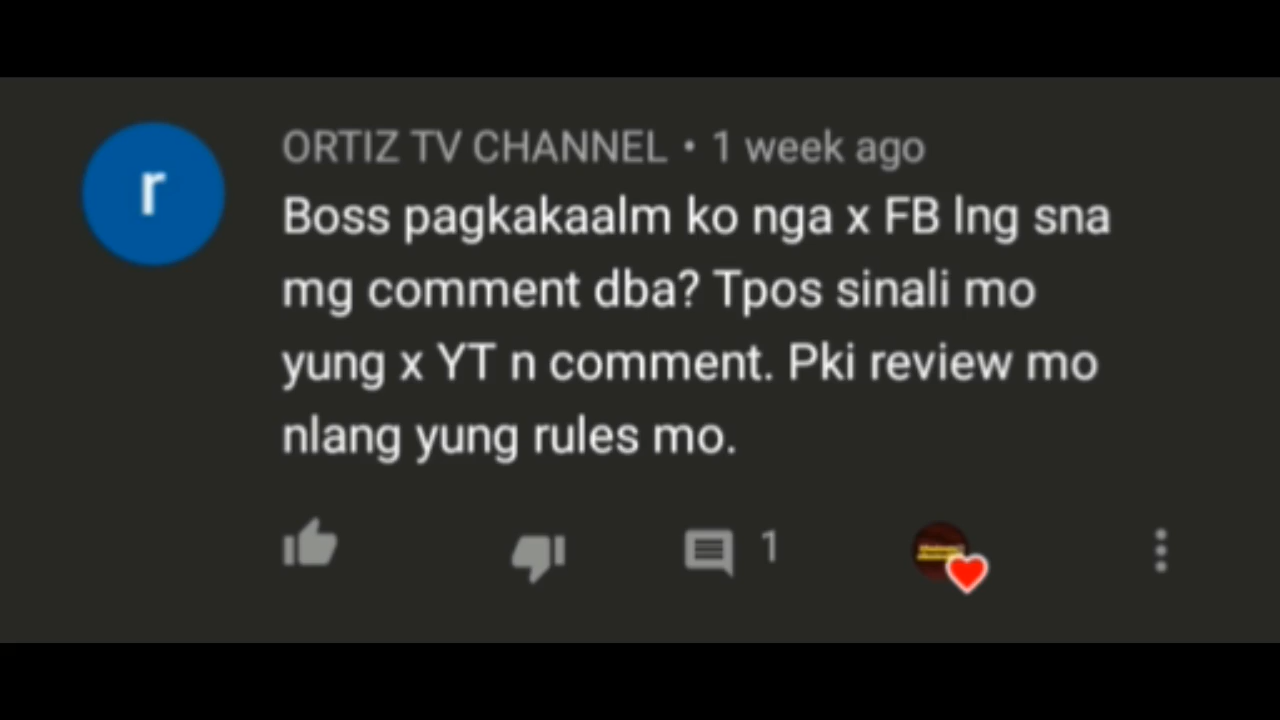 r
ORTIZ TV CHANNEL • 1 week ago
Boss pagkakaalm ko nga x FB lng sna
mg comment dba? Tpos sinali mo
yung x YT n comment. Pki review mo
nlang yung rules mo.
1